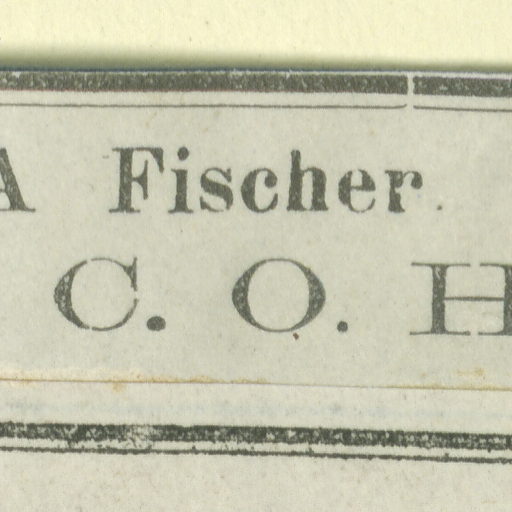 A Fischer.
C. O. H